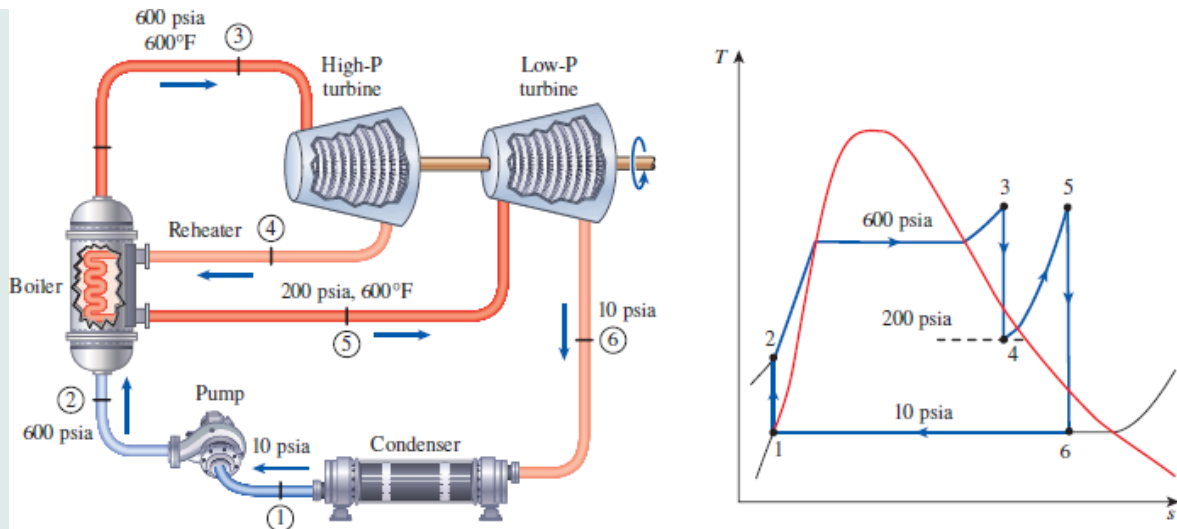 600 psia
600°F
3
High-P
turbine
Low-P
turbine
Reheater
4
Boiler
200 psia, 600°F
5
10 psia
6
2
600 psia
Pump
10 psia
Condenser
1
T
3
5
600 psia
200 psia
4
2
10 psia
1
6
s